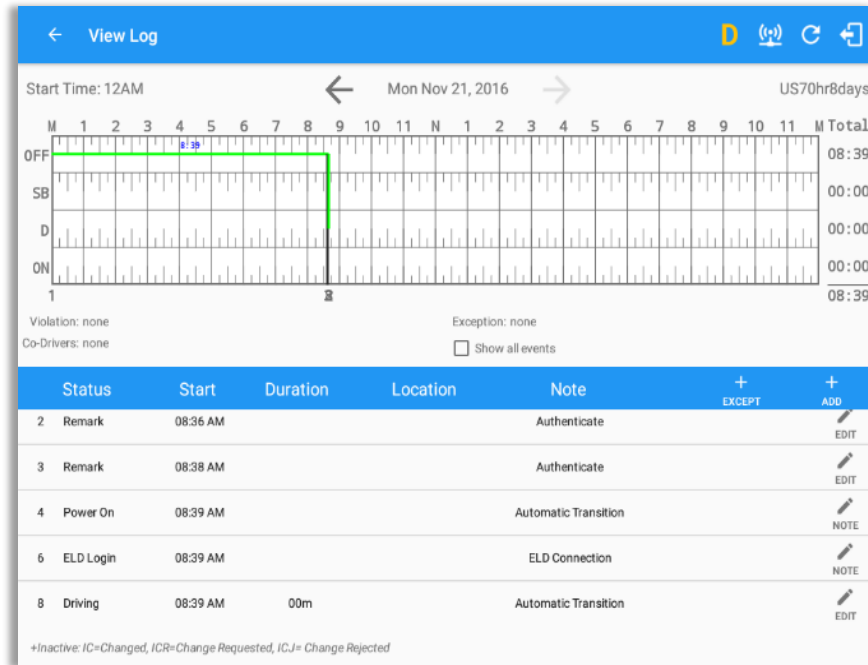 View Log D
Start Time: 12AM Mon Nov 21, 2016 US70hr8days
M 1 2 3 4 5 6 7 8 9 10 11 N 1 2 3 4 5 6 7 8 9 10 11 M Total
8:39
OFF 08:39
SB 00:00
D 00:00
ON 00:00
1 08:39
Violation: none Exception: none
Co-Drivers: none Show all events
Status Start Duration Location Note + EXCEPT + ADD
2 Remark 08:36 AM Authenticate EDIT
3 Remark 08:38 AM Authenticate EDIT
4 Power On 08:39 AM Automatic Transition NOTE
6 ELD Login 08:39 AM ELD Connection NOTE
8 Driving 08:39 AM 00m Automatic Transition EDIT
+Inactive: IC=Changed, ICR=Change Requested, ICJ= Change Rejected